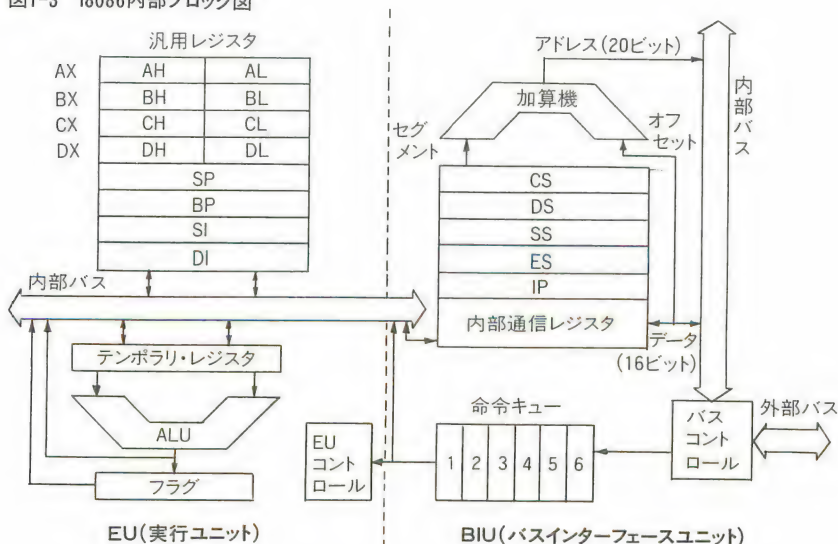 図1-3 i8086内部ブロック図
汎用レジスタ
AX AH AL
BX BH BL
CX CH CL
DX DH DL
SP
BP
SI
DI
内部バス
テンポラリ・レジスタ
ALU
フラグ
EU(実行ユニット)
アドレス(20ビット)
加算機
セグ
メント
オフ
セット
内部バス
CS
DS
SS
ES
IP
内部通信レジスタ
データ
(16ビット)
命令キュー
EU
コント
ロール
1 2 3 4 5 6
バス
コント
ロール
外部バス
BIU(バスインターフェースユニット)